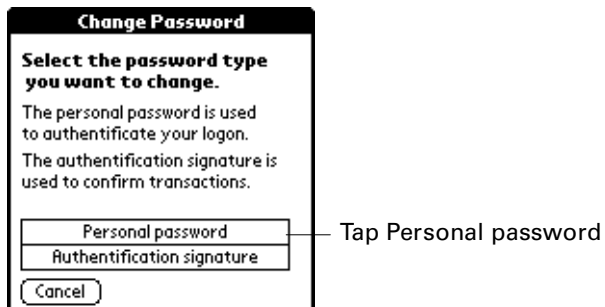 Change Password
Select the password type
you want to change.
The personal password is used
to authentificate your logon.
The authentification signature is
used to confirm transactions.
Personal password
Tap Personal password
Authentification signature
Cancel